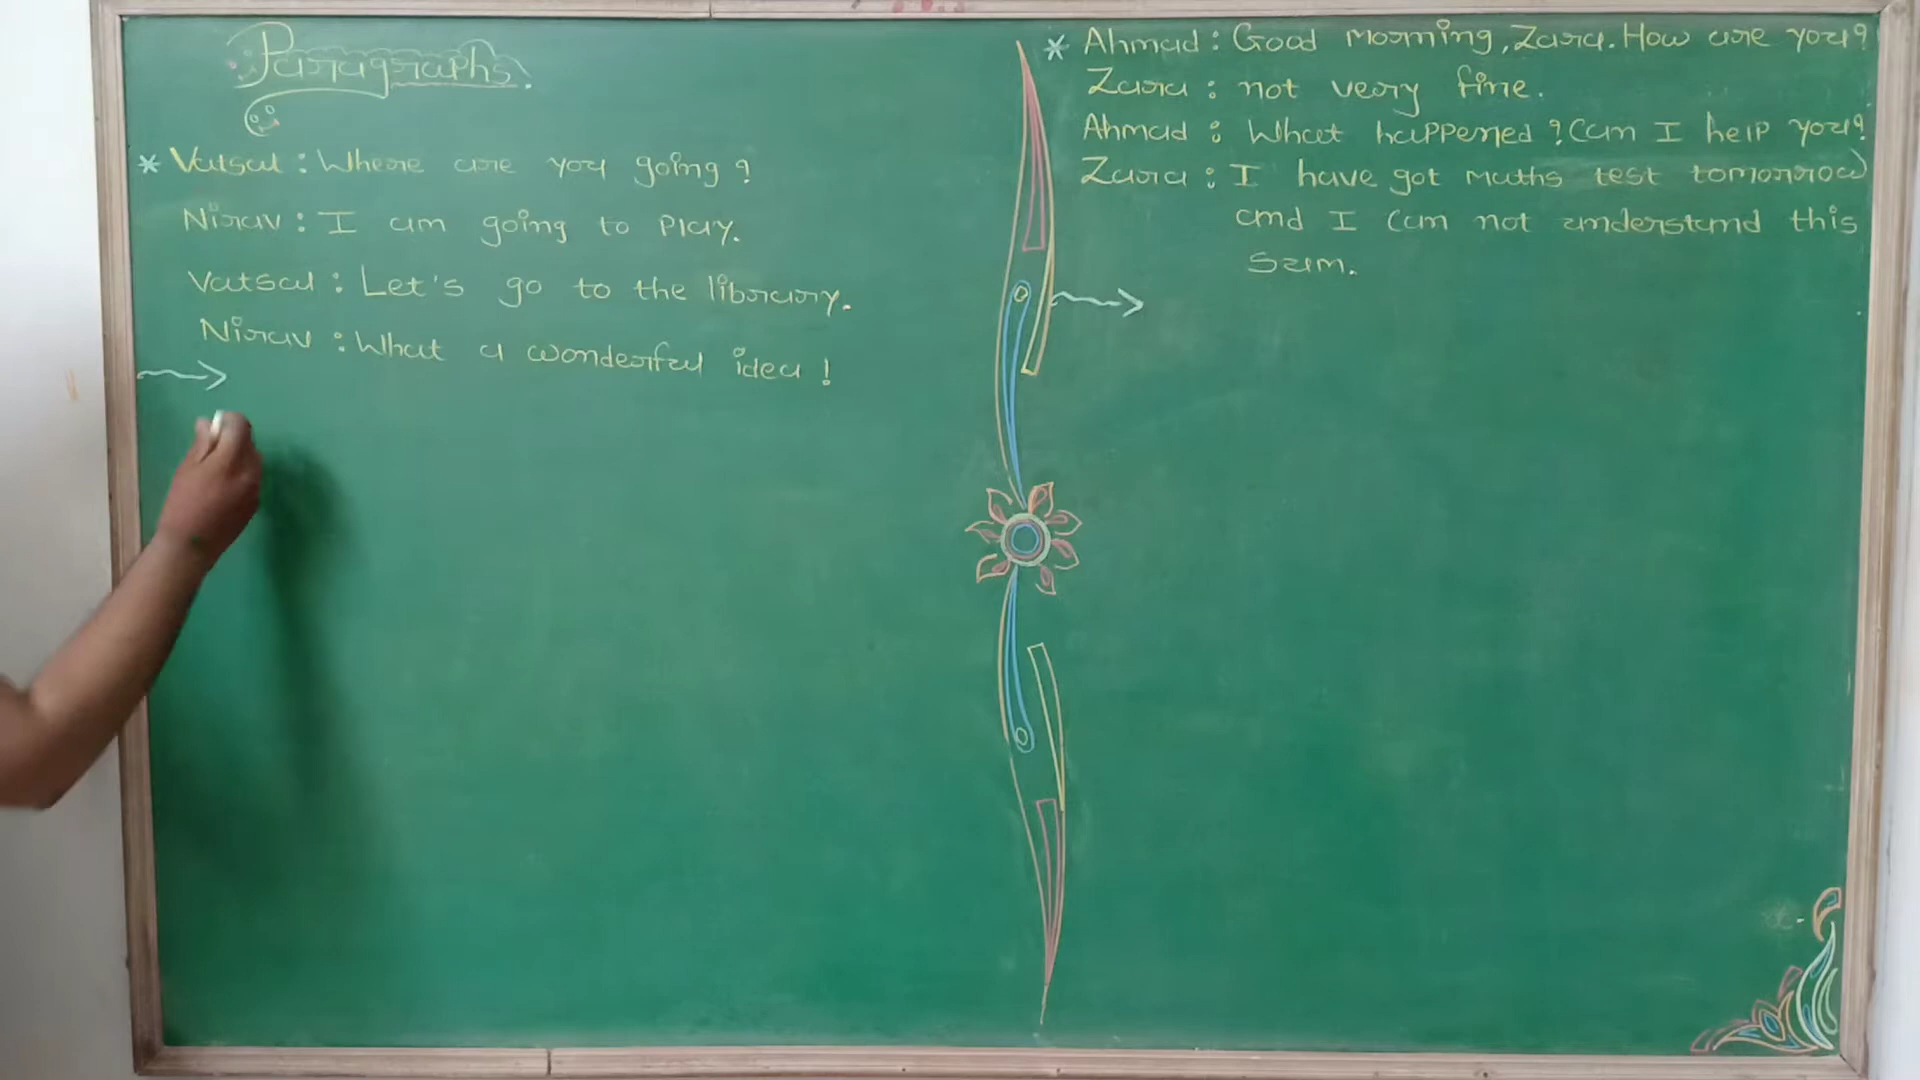 Paragraphs.
* Vatsal : Where are you going ?
Nirav : I am going to play.
Vatsal : Let's go to the library.
Nirav : What a wonderful idea !
* Ahmad : Good morning, Zara. How are you?
Zara : not very fine.
Ahmad : What happened ? Can I help you?
Zara : I have got maths test tomorrow
and I can not understand this
sum.